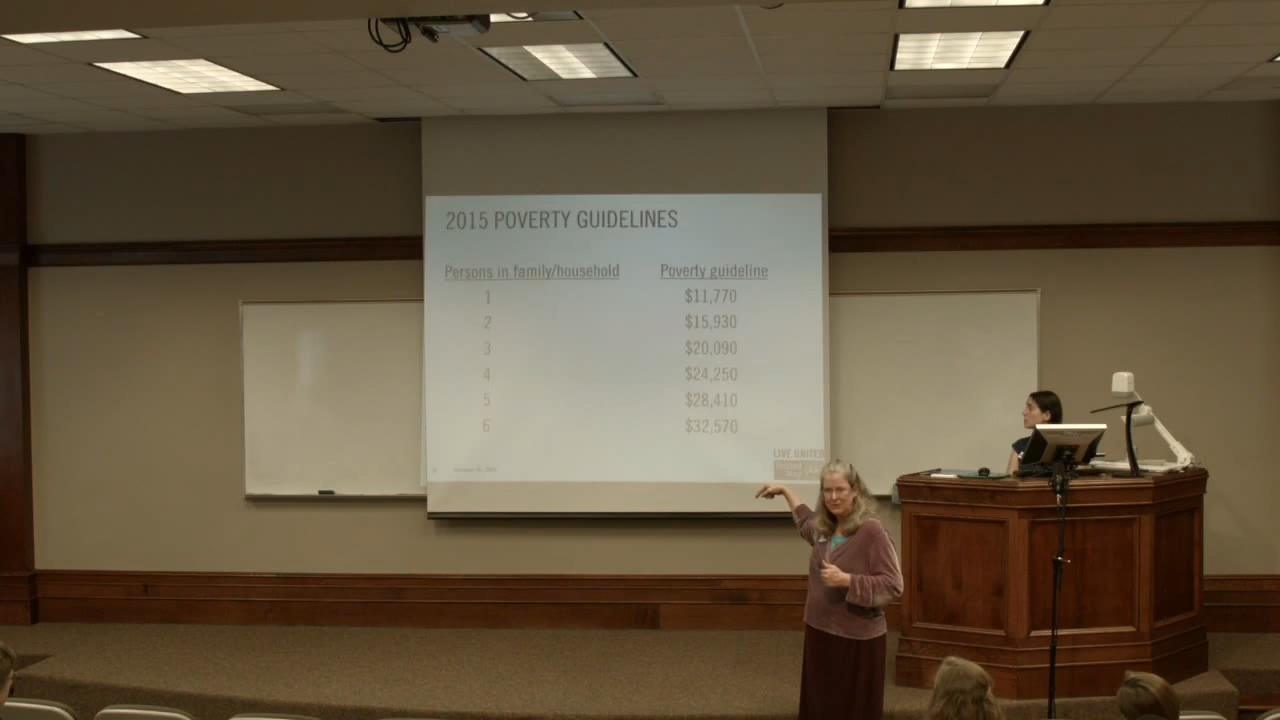 2015 POVERTY GUIDELINES
Persons in family/household Poverty guideline
1 $11,770
2 $15,930
3 $20,090
4 $24,250
5 $28,410
6 $32,570
LIVE UNITED